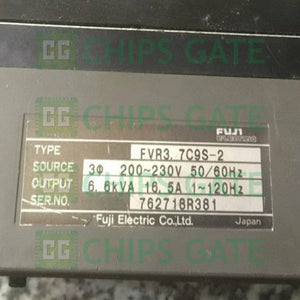 CHIPS GATE
FUJI
ELECTRIC
TYPE FVR3.7C9S-2
SOURCE 3Φ 200~230V 50/60Hz
OUTPUT 6.6kVA 16.5A 1~120Hz
SER.NO. 762718R381
Fuji Electric Co.,Ltd. Japan
CHIPS GATE